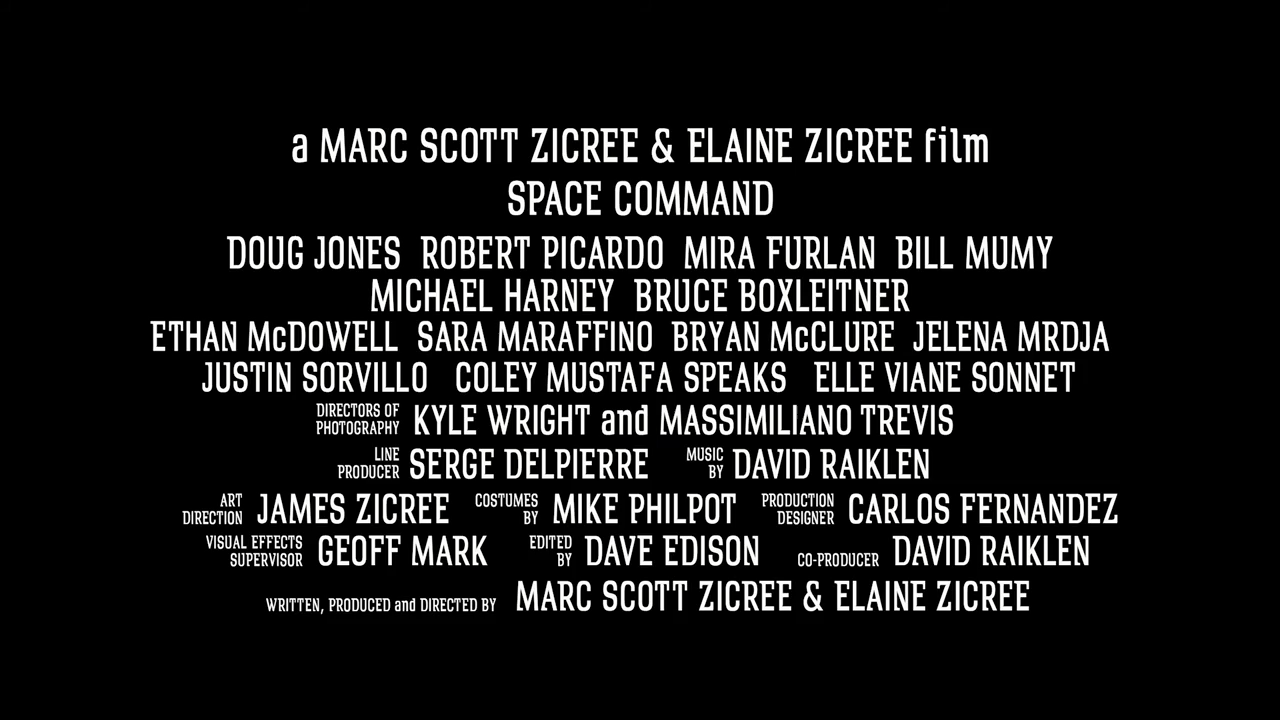 a MARC SCOTT ZICREE & ELAINE ZICREE film
SPACE COMMAND
DOUG JONES ROBERT PICARDO MIRA FURLAN BILL MUMY
MICHAEL HARNEY BRUCE BOXLEITNER
ETHAN McDOWELL SARA MARAFFINO BRYAN McCLURE JELENA MRDJA
JUSTIN SORVILLO COLEY MUSTAFA SPEAKS ELLE VIANE SONNET
DIRECTORS OF PHOTOGRAPHY KYLE WRIGHT and MASSIMILIANO TREVIS
LINE PRODUCER SERGE DELPIERRE MUSIC BY DAVID RAIKLEN
ART DIRECTION JAMES ZICREE COSTUMES BY MIKE PHILPOT PRODUCTION DESIGNER CARLOS FERNANDEZ
VISUAL EFFECTS SUPERVISOR GEOFF MARK EDITED BY DAVE EDISON CO-PRODUCER DAVID RAIKLEN
WRITTEN, PRODUCED and DIRECTED BY MARC SCOTT ZICREE & ELAINE ZICREE